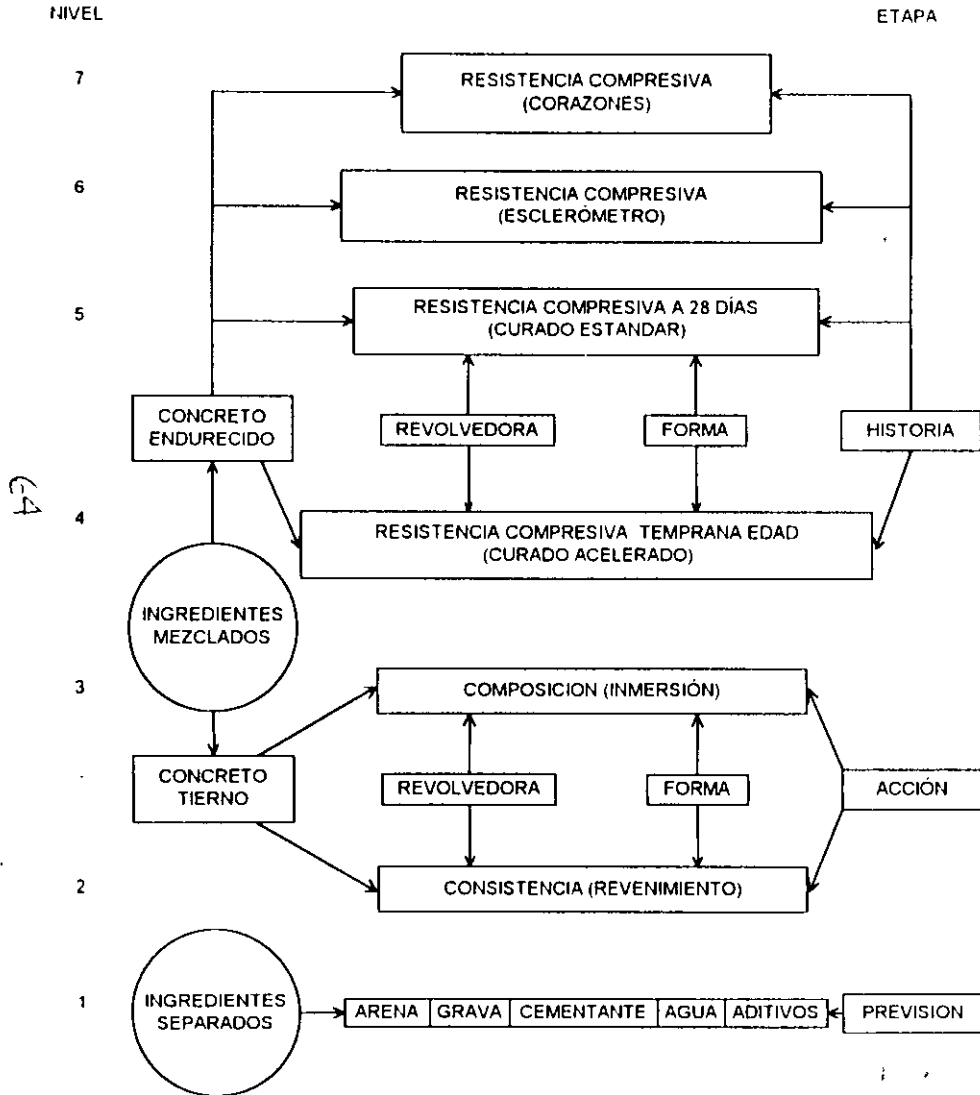 NIVEL
ETAPA
7
RESISTENCIA COMPRESIVA
(CORAZONES)
6
RESISTENCIA COMPRESIVA
(ESCLERÓMETRO)
5
RESISTENCIA COMPRESIVA A 28 DÍAS
(CURADO ESTANDAR)
CONCRETO
ENDURECIDO
REVOLVEDORA
FORMA
HISTORIA
4
RESISTENCIA COMPRESIVA TEMPRANA EDAD
(CURADO ACELERADO)
INGREDIENTES
MEZCLADOS
3
COMPOSICION (INMERSIÓN)
CONCRETO
TIERNO
REVOLVEDORA
FORMA
ACCIÓN
2
CONSISTENCIA (REVENIMIENTO)
1
INGREDIENTES
SEPARADOS
ARENA GRAVA CEMENTANTE AGUA ADITIVOS
PREVISION